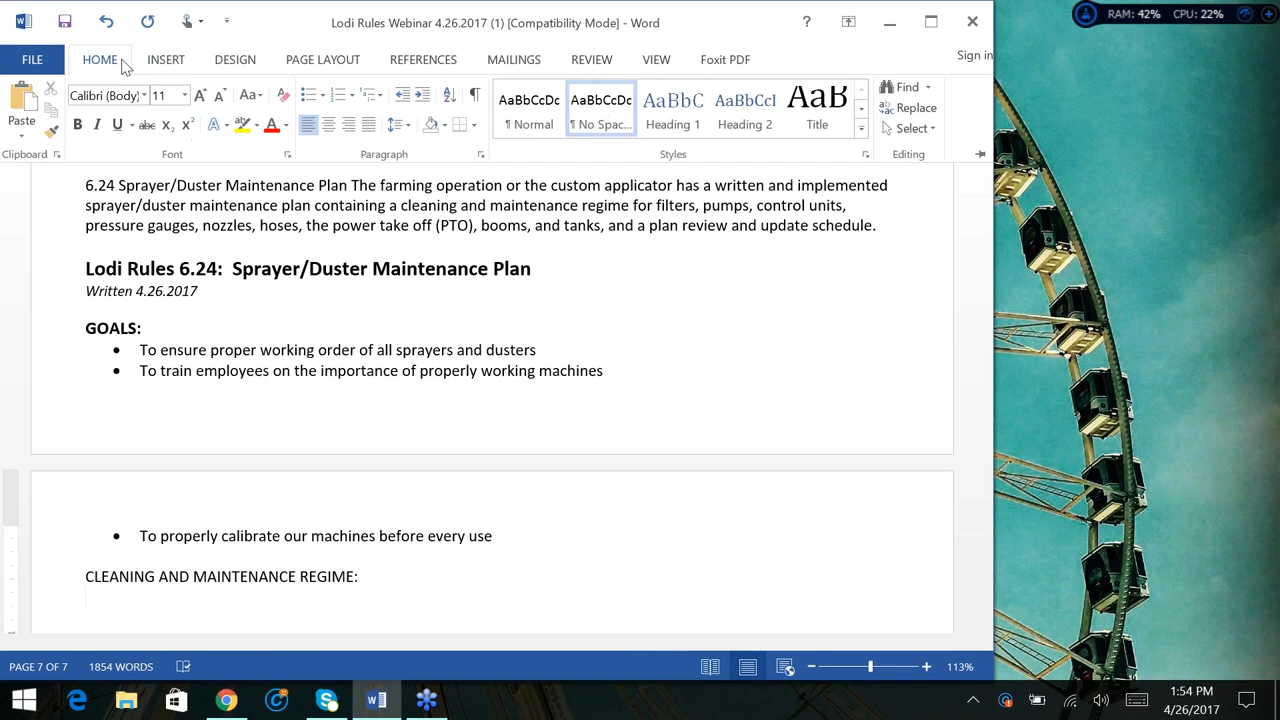 Lodi Rules Webinar 4.26.2017 (1) [Compatibility Mode] - Word
RAM: 42% CPU: 22%
FILE HOME INSERT DESIGN PAGE LAYOUT REFERENCES MAILINGS REVIEW VIEW Foxit PDF Sign in
Calibri (Body) 11 Aa
Paste
AaBbCcDc AaBbCcDc AaBbC AaBbCcI AaB
¶ Normal ¶ No Spac... Heading 1 Heading 2 Title
Find
Replace
Select
Clipboard Font Paragraph Styles Editing
6.24 Sprayer/Duster Maintenance Plan The farming operation or the custom applicator has a written and implemented
sprayer/duster maintenance plan containing a cleaning and maintenance regime for filters, pumps, control units,
pressure gauges, nozzles, hoses, the power take off (PTO), booms, and tanks, and a plan review and update schedule.
Lodi Rules 6.24: Sprayer/Duster Maintenance Plan
Written 4.26.2017
GOALS:
• To ensure proper working order of all sprayers and dusters
• To train employees on the importance of properly working machines
• To properly calibrate our machines before every use
CLEANING AND MAINTENANCE REGIME:
PAGE 7 OF 7 1854 WORDS 113%
1:54 PM
4/26/2017